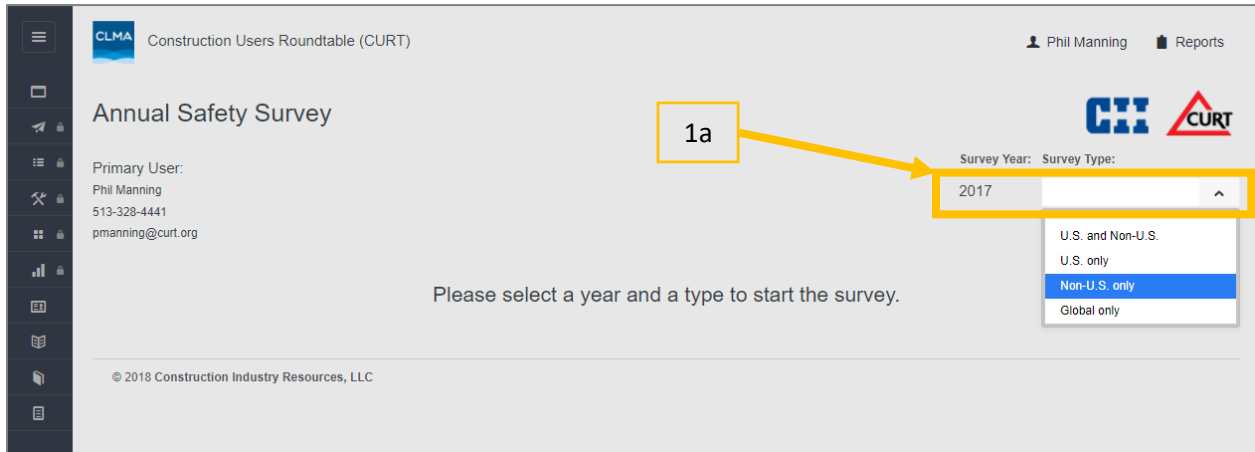 CLMA
Construction Users Roundtable (CURT)
Phil Manning
Reports
Annual Safety Survey
CII
CURT
1a
Primary User:
Phil Manning
513-328-4441
pmanning@curt.org
Survey Year: Survey Type:
2017
U.S. and Non-U.S.
U.S. only
Non-U.S. only
Global only
Please select a year and a type to start the survey.
© 2018 Construction Industry Resources, LLC